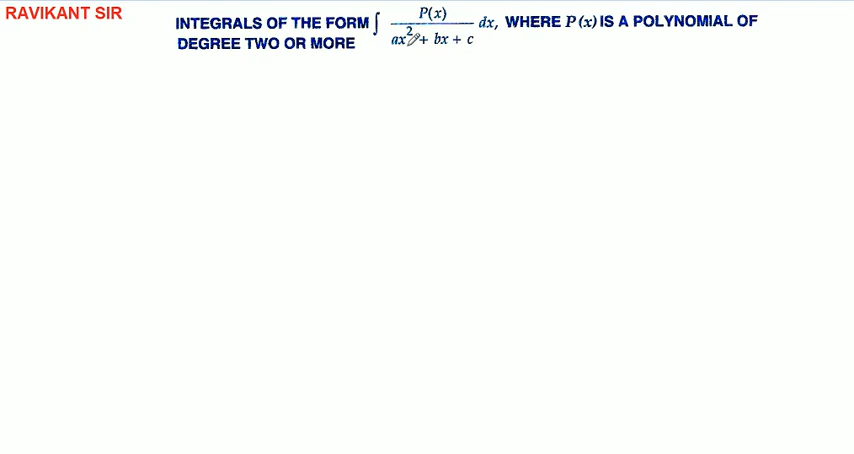 RAVIKANT SIR
INTEGRALS OF THE FORM ∫ P(x) / (ax² + bx + c) dx, WHERE P (x) IS A POLYNOMIAL OF
DEGREE TWO OR MORE